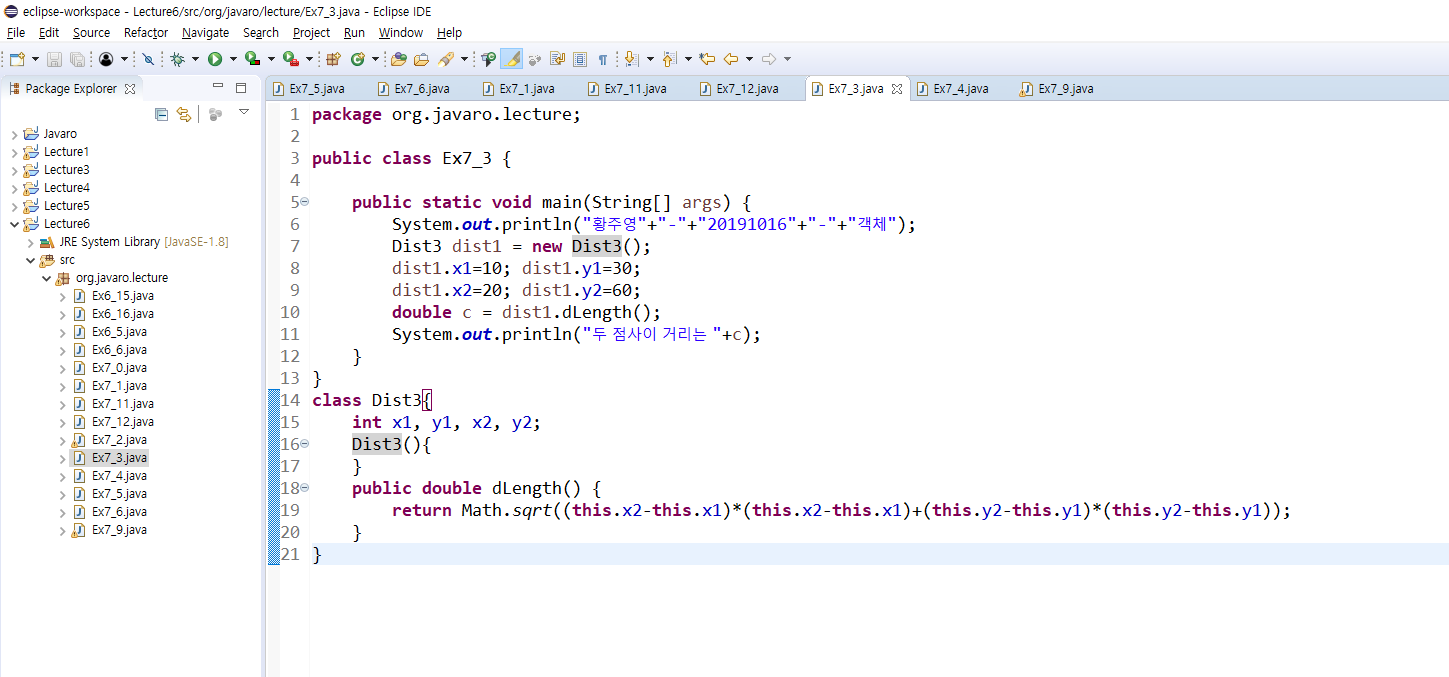 eclipse-workspace - Lecture6/src/org/javaro/lecture/Ex7_3.java - Eclipse IDE
File Edit Source Refactor Navigate Search Project Run Window Help
Package Explorer
Ex7_5.java Ex7_6.java Ex7_1.java Ex7_11.java Ex7_12.java Ex7_3.java Ex7_4.java Ex7_9.java
Javaro
Lecture1
Lecture3
Lecture4
Lecture5
Lecture6
JRE System Library [JavaSE-1.8]
src
org.javaro.lecture
Ex6_15.java
Ex6_16.java
Ex6_5.java
Ex6_6.java
Ex7_0.java
Ex7_1.java
Ex7_11.java
Ex7_12.java
Ex7_2.java
Ex7_3.java
Ex7_4.java
Ex7_5.java
Ex7_6.java
Ex7_9.java
1 package org.javaro.lecture;
2
3 public class Ex7_3 {
4
5 public static void main(String[] args) {
6 System.out.println("황주영"+"-"+"20191016"+"-"+"객체");
7 Dist3 dist1 = new Dist3();
8 dist1.x1=10; dist1.y1=30;
9 dist1.x2=20; dist1.y2=60;
10 double c = dist1.dLength();
11 System.out.println("두 점사이 거리는 "+c);
12 }
13 }
14 class Dist3{
15 int x1, y1, x2, y2;
16 Dist3(){
17 }
18 public double dLength() {
19 return Math.sqrt((this.x2-this.x1)*(this.x2-this.x1)+(this.y2-this.y1)*(this.y2-this.y1));
20 }
21 }